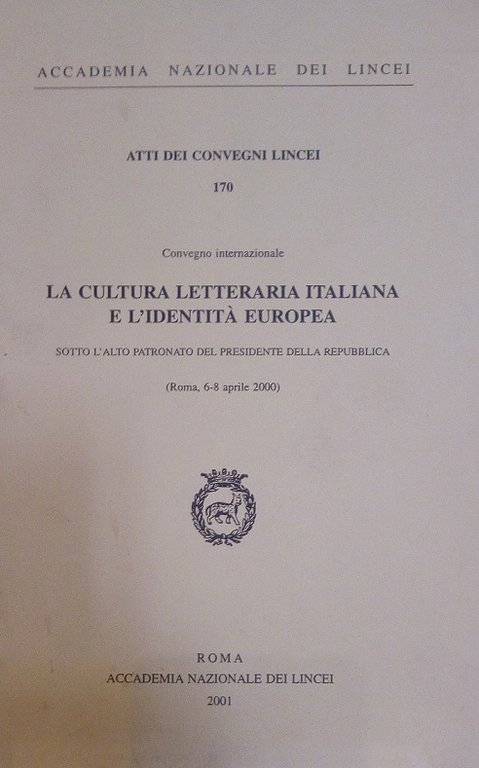 ACCADEMIA NAZIONALE DEI LINCEI
ATTI DEI CONVEGNI LINCEI
170
Convegno internazionale
LA CULTURA LETTERARIA ITALIANA
E L'IDENTITÀ EUROPEA
SOTTO L'ALTO PATRONATO DEL PRESIDENTE DELLA REPUBBLICA
(Roma, 6-8 aprile 2000)
ROMA
ACCADEMIA NAZIONALE DEI LINCEI
2001